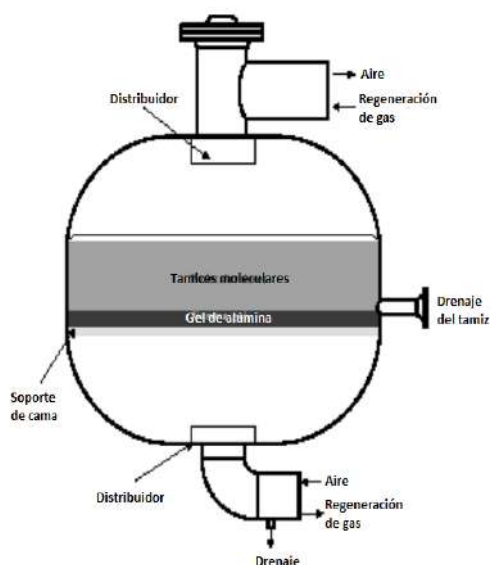 Aire
Distribuidor
Regeneración
de gas
Tamices moleculares
Gel de alúmina
Drenaje
del tamiz
Soporte
de cama
Distribuidor
Aire
Regeneración
de gas
Drenaje